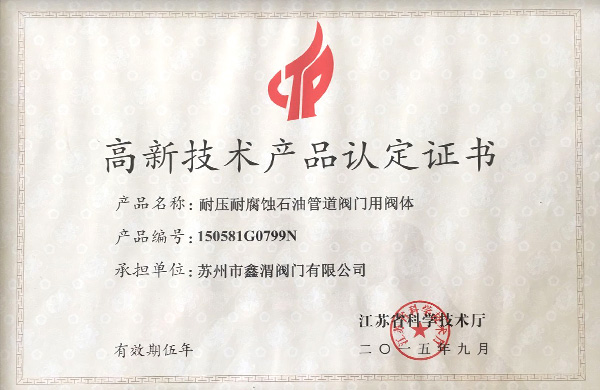 高新技术产品认定证书
产品名称：耐压耐腐蚀石油管道阀门用阀体
产品编号：150581G0799N
承担单位：苏州市鑫渭阀门有限公司
江苏省科学技术厅
有效期伍年
二〇一五年九月